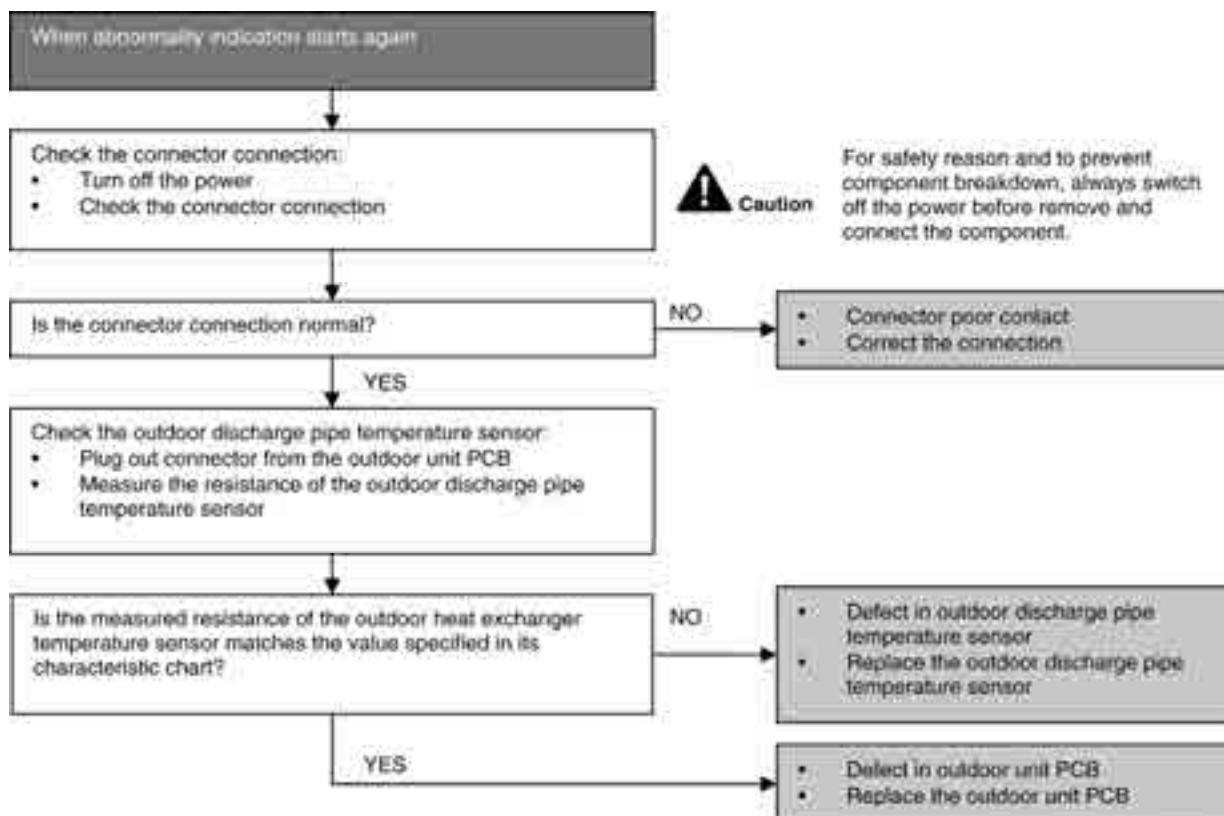 When abnormality indication starts again
Check the connector connection:
• Turn off the power
• Check the connector connection
Caution
For safety reason and to prevent
component breakdown, always switch
off the power before remove and
connect the component.
Is the connector connection normal?
NO
• Connector poor contact
• Correct the connection
YES
Check the outdoor discharge pipe temperature sensor:
• Plug out connector from the outdoor unit PCB
• Measure the resistance of the outdoor discharge pipe
temperature sensor
Is the measured resistance of the outdoor heat exchanger
temperature sensor matches the value specified in its
characteristic chart?
NO
• Defect in outdoor discharge pipe
temperature sensor
• Replace the outdoor discharge pipe
temperature sensor
YES
• Defect in outdoor unit PCB
• Replace the outdoor unit PCB